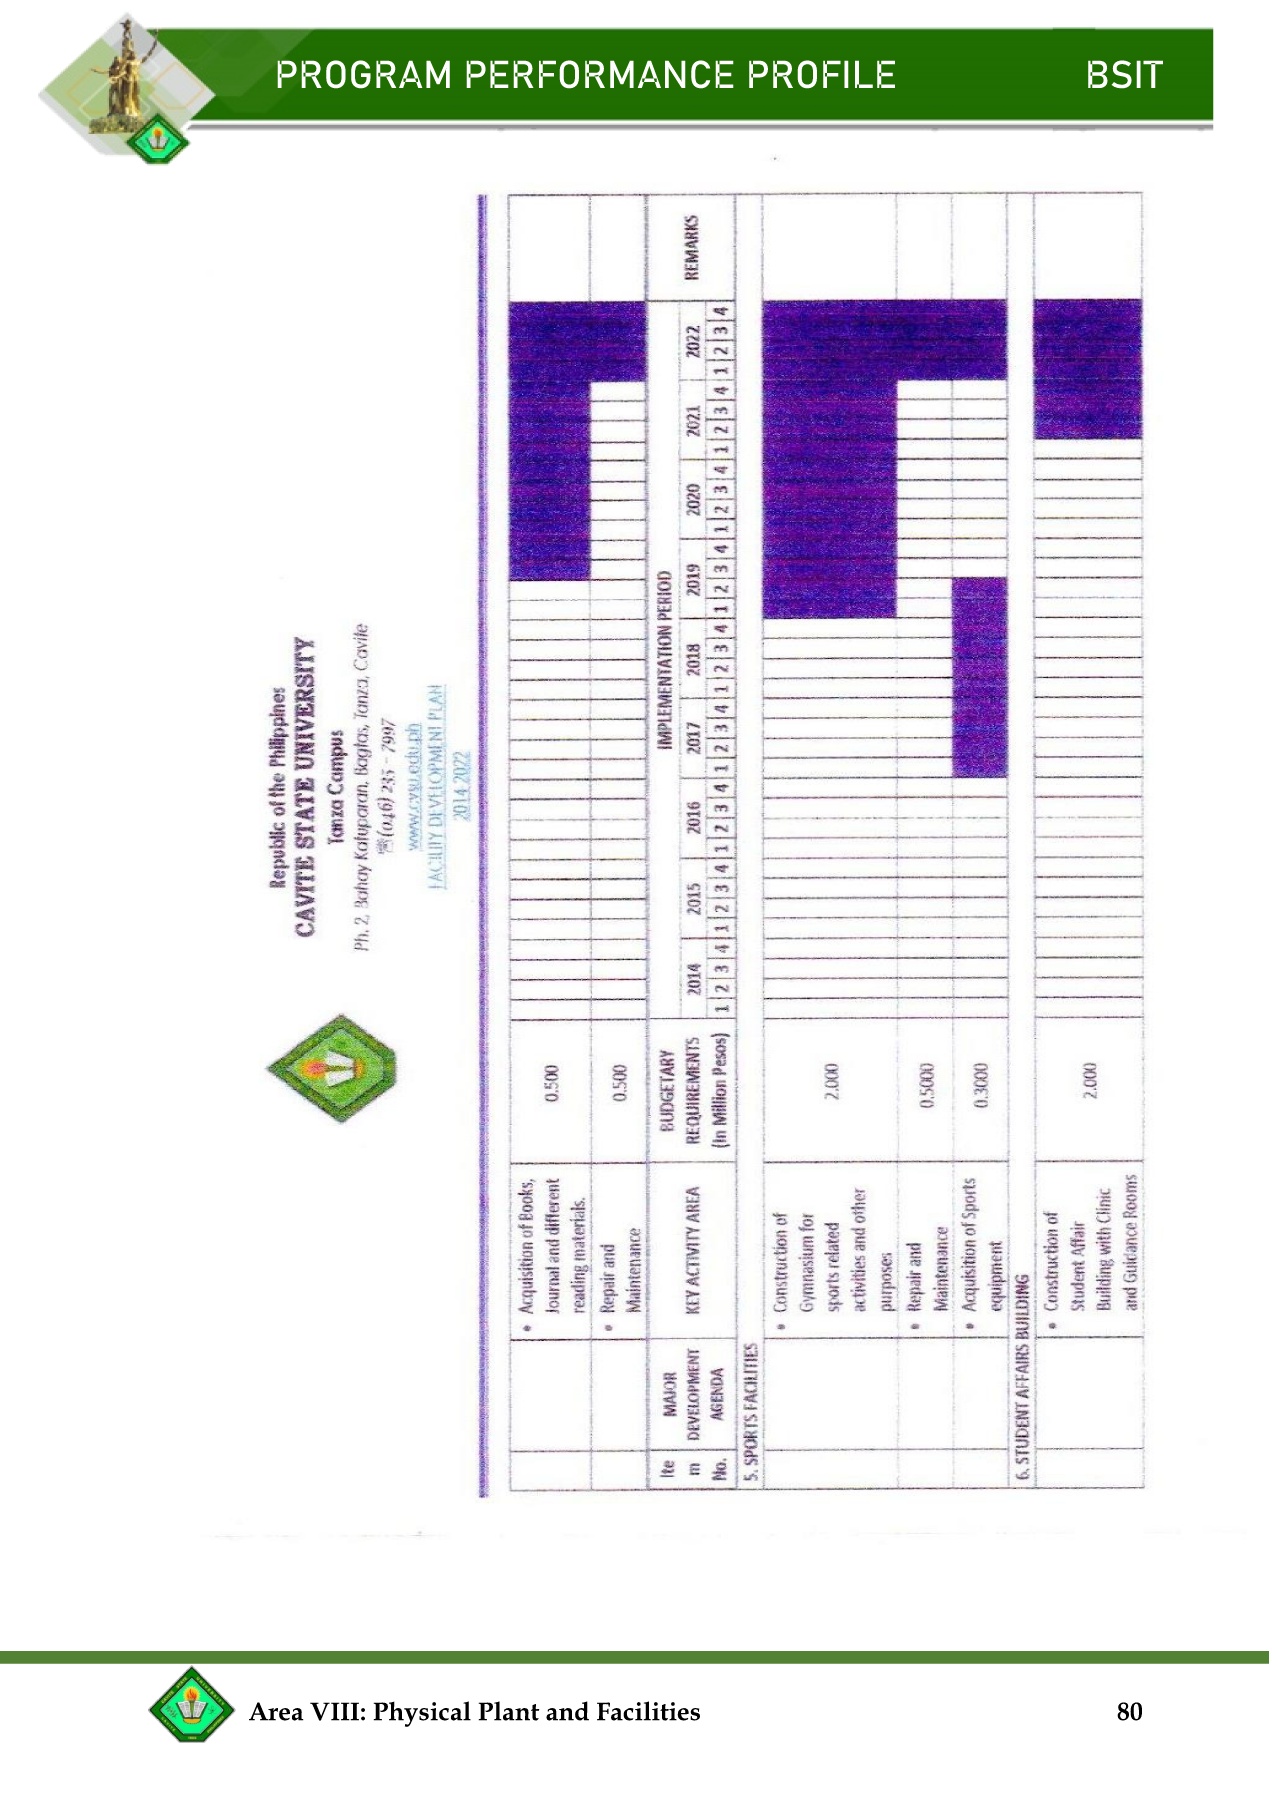 PROGRAM PERFORMANCE PROFILE BSIT
Republic of the Philippines
CAVITE STATE UNIVERSITY
Tanza Campus
Ph. 2, Bahay Katuparan, Bagtas, Tanza, Cavite
☏ (046) 235 - 7997
www.cvsu.edu.ph
FACILITY DEVELOPMENT PLAN
2014-2022
• Acquisition of Books, 0.500
Journal and different
reading materials.
• Repair and 0.500
Maintenance
Ite MAJOR KEY ACTIVITY AREA BUDGETARY IMPLEMENTATION PERIOD REMARKS
m DEVELOPMENT REQUIREMENTS 2014 2015 2016 2017 2018 2019 2020 2021 2022
No. AGENDA (In Million Pesos) 1 2 3 4 1 2 3 4 1 2 3 4 1 2 3 4 1 2 3 4 1 2 3 4 1 2 3 4 1 2 3 4 1 2 3 4
5. SPORTS FACILITIES
• Construction of 2.000
Gymnasium for
sports related
activities and other
purposes
• Repair and 0.5000
Maintenance
• Acquisition of Sports 0.3000
equipment
6. STUDENT AFFAIRS BUILDING
• Construction of 2.000
Student Affair
Building with Clinic
and Guidance Rooms
Area VIII: Physical Plant and Facilities 80